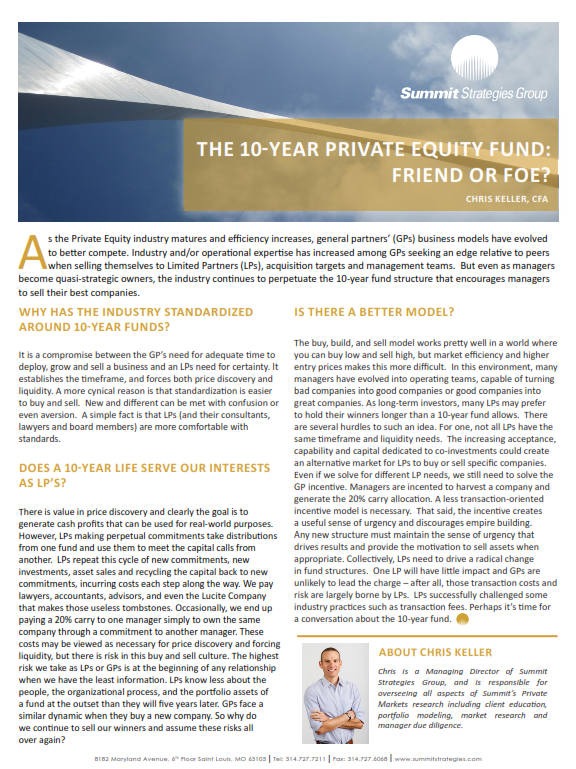 Summit Strategies Group
THE 10-YEAR PRIVATE EQUITY FUND:
FRIEND OR FOE?
CHRIS KELLER, CFA
As the Private Equity industry matures and efficiency increases, general partners' (GPs) business models have evolved
to better compete. Industry and/or operational expertise has increased among GPs seeking an edge relative to peers
when selling themselves to Limited Partners (LPs), acquisition targets and management teams. But even as managers
become quasi-strategic owners, the industry continues to perpetuate the 10-year fund structure that encourages managers
to sell their best companies.
WHY HAS THE INDUSTRY STANDARDIZED
AROUND 10-YEAR FUNDS?
It is a compromise between the GP's need for adequate time to
deploy, grow and sell a business and an LPs need for certainty. It
establishes the timeframe, and forces both price discovery and
liquidity. A more cynical reason is that standardization is easier
to buy and sell. New and different can be met with confusion or
even aversion. A simple fact is that LPs (and their consultants,
lawyers and board members) are more comfortable with
standards.
DOES A 10-YEAR LIFE SERVE OUR INTERESTS
AS LP'S?
There is value in price discovery and clearly the goal is to
generate cash profits that can be used for real-world purposes.
However, LPs making perpetual commitments take distributions
from one fund and use them to meet the capital calls from
another. LPs repeat this cycle of new commitments, new
investments, asset sales and recycling the capital back to new
commitments, incurring costs each step along the way. We pay
lawyers, accountants, advisors, and even the Lucite Company
that makes those useless tombstones. Occasionally, we end up
paying a 20% carry to one manager simply to own the same
company through a commitment to another manager. These
costs may be viewed as necessary for price discovery and forcing
liquidity, but there is risk in this buy and sell culture. The highest
risk we take as LPs or GPs is at the beginning of any relationship
when we have the least information. LPs know less about the
people, the organizational process, and the portfolio assets of
a fund at the outset than they will five years later. GPs face a
similar dynamic when they buy a new company. So why do
we continue to sell our winners and assume these risks all
over again?
IS THERE A BETTER MODEL?
The buy, build, and sell model works pretty well in a world where
you can buy low and sell high, but market efficiency and higher
entry prices makes this more difficult. In this environment, many
managers have evolved into operating teams, capable of turning
bad companies into good companies or good companies into
great companies. As long-term investors, many LPs may prefer
to hold their winners longer than a 10-year fund allows. There
are several hurdles to such an idea. For one, not all LPs have the
same timeframe and liquidity needs. The increasing acceptance,
capability and capital dedicated to co-investments could create
an alternative market for LPs to buy or sell specific companies.
Even if we solve for different LP needs, we still need to solve the
GP incentive. Managers are incented to harvest a company and
generate the 20% carry allocation. A less transaction-oriented
incentive model is necessary. That said, the incentive creates
a useful sense of urgency and discourages empire building.
Any new structure must maintain the sense of urgency that
drives results and provide the motivation to sell assets when
appropriate. Collectively, LPs need to drive a radical change
in fund structures. One LP will have little impact and GPs are
unlikely to lead the charge – after all, those transaction costs and
risk are largely borne by LPs. LPs successfully challenged some
industry practices such as transaction fees. Perhaps it's time for
a conversation about the 10-year fund.
ABOUT CHRIS KELLER
Chris is a Managing Director of Summit
Strategies Group, and is responsible for
overseeing all aspects of Summit's Private
Markets research including client education,
portfolio modeling, market research and
manager due diligence.
8182 Maryland Avenue, 6th Floor Saint Louis, MO 63105 | Tel: 314.727.7211 | Fax: 314.727.6068 | www.summitstrategies.com